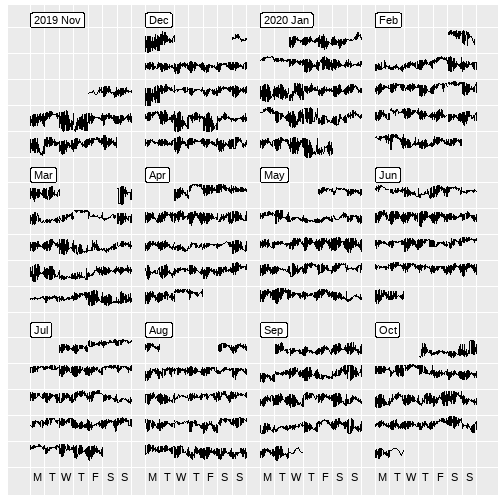 2019 Nov Dec 2020 Jan Feb
Mar Apr May Jun
Jul Aug Sep Oct
M T W T F S S M T W T F S S M T W T F S S M T W T F S S